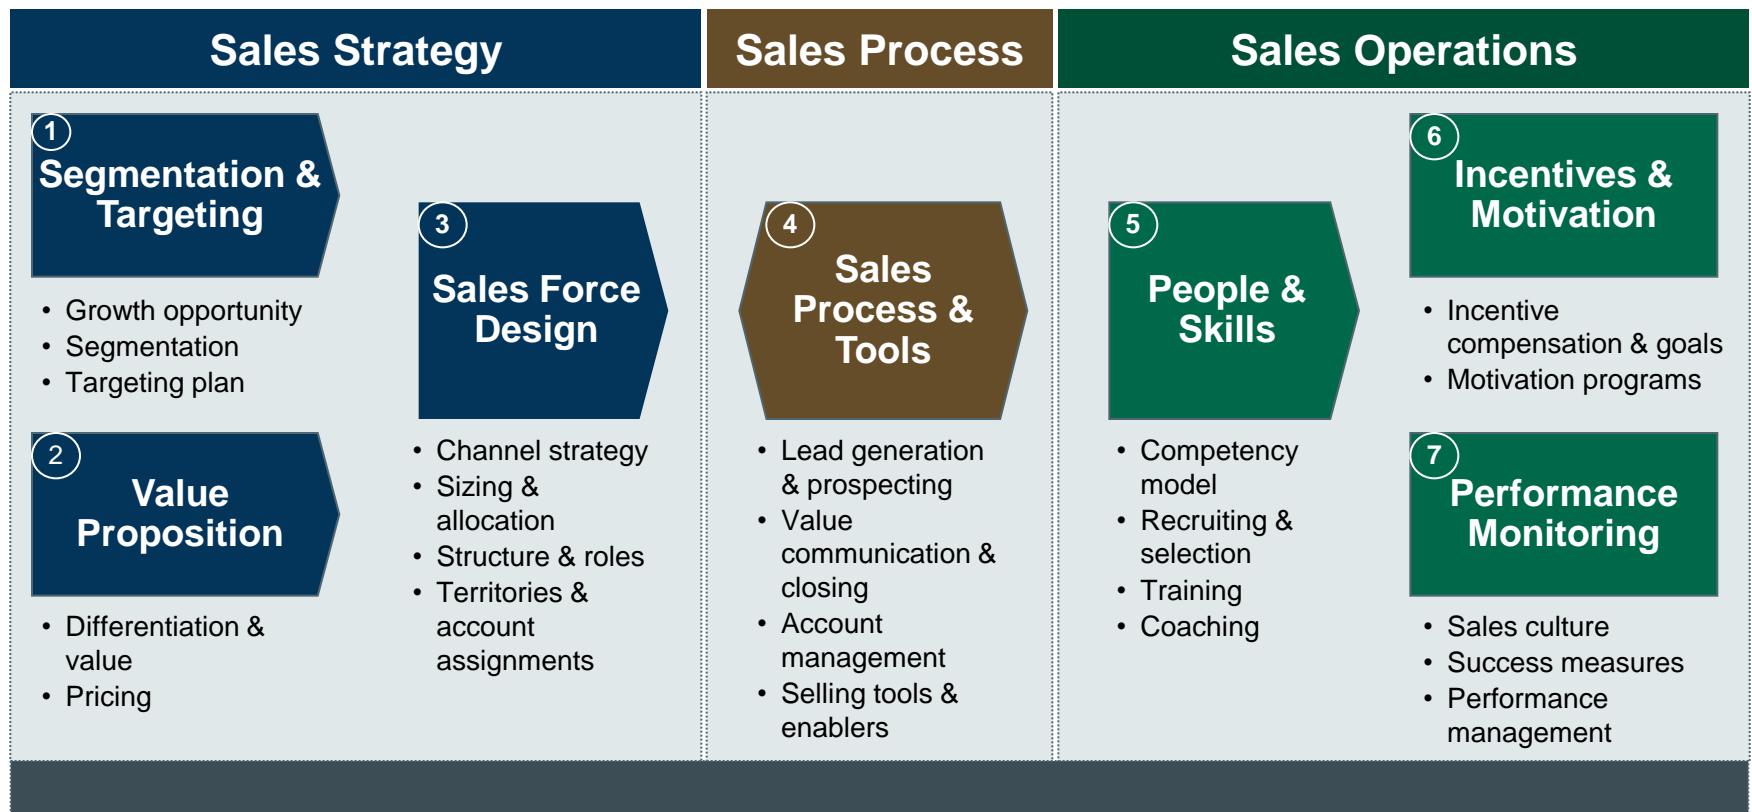 Sales Strategy
Sales Process
Sales Operations
1
Segmentation &
Targeting
• Growth opportunity
• Segmentation
• Targeting plan
2
Value
Proposition
• Differentiation &
value
• Pricing
3
Sales Force
Design
• Channel strategy
• Sizing &
allocation
• Structure & roles
• Territories &
account
assignments
4
Sales
Process &
Tools
• Lead generation
& prospecting
• Value
communication &
closing
• Account
management
• Selling tools &
enablers
5
People &
Skills
• Competency
model
• Recruiting &
selection
• Training
• Coaching
6
Incentives &
Motivation
• Incentive
compensation & goals
• Motivation programs
7
Performance
Monitoring
• Sales culture
• Success measures
• Performance
management